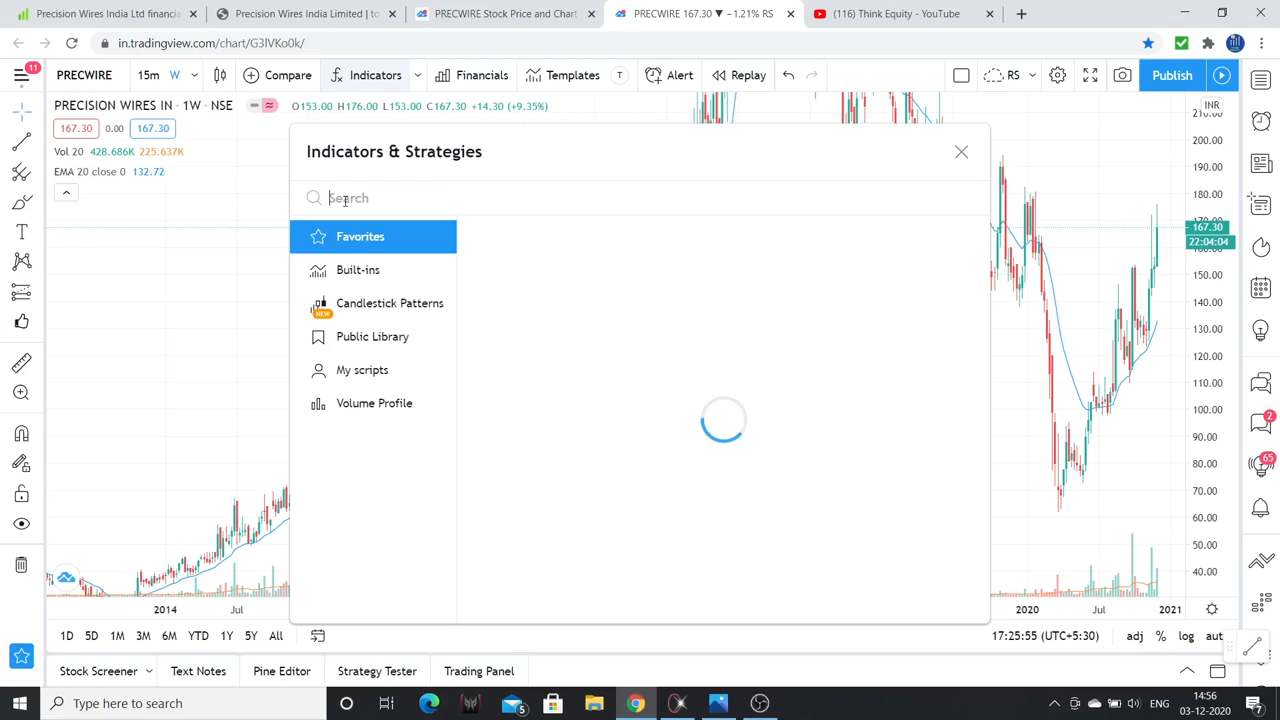 Precision Wires India Ltd financia
Precision Wires India Limited | to
PRECWIRE Stock Price and Chart
PRECWIRE 167.30 ▼ −1.21% RS
(116) Think Equity - YouTube
in.tradingview.com/chart/G3lVKo0k/
11
PRECWIRE
15m
W
Compare
Indicators
Financials
Templates
T
Alert
Replay
RS
Publish
PRECISION WIRES IN · 1W · NSE
O153.00 H176.00 L153.00 C167.30 +14.30 (+9.35%)
167.30
0.00
167.30
Vol 20 428.686K 225.637K
EMA 20 close 0 132.72
Indicators & Strategies
Search
Favorites
Built-ins
Candlestick Patterns
NEW
Public Library
My scripts
Volume Profile
INR
210.00
200.00
190.00
180.00
170.00
167.30
22:04:04
150.00
140.00
130.00
120.00
110.00
100.00
90.00
80.00
70.00
60.00
50.00
40.00
2
65
2014
Jul
2020
Jul
2021
1D
5D
1M
3M
6M
YTD
1Y
5Y
All
17:25:55 (UTC+5:30)
adj
%
log
Stock Screener
Text Notes
Pine Editor
Strategy Tester
Trading Panel
Type here to search
5
ENG
14:56
03-12-2020
7